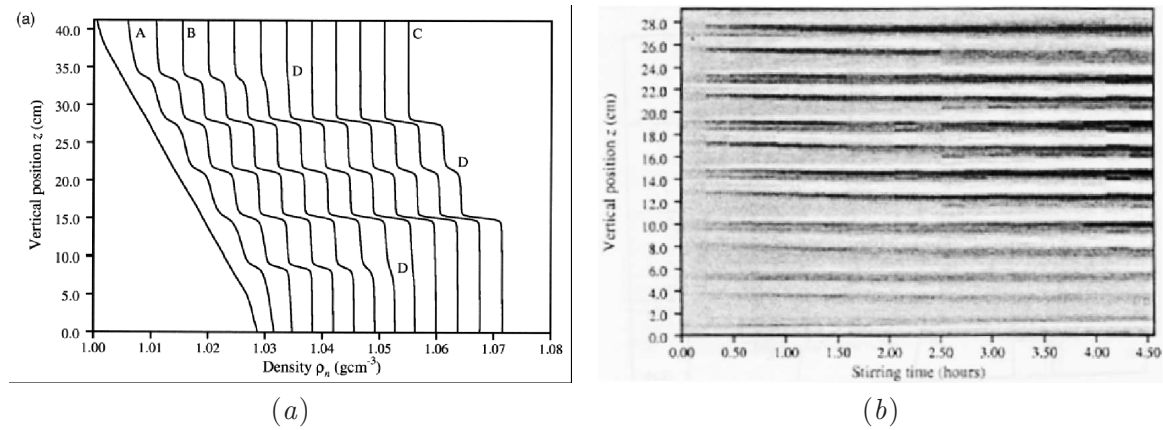 (a)
40.0
35.0
30.0
25.0
20.0
15.0
10.0
5.0
0.0
Vertical position z (cm)
A
B
C
D
D
D
1.00 1.01 1.02 1.03 1.04 1.05 1.06 1.07 1.08
Density ρn (gcm-3)
(a)
28.0
26.0
24.0
22.0
20.0
18.0
16.0
14.0
12.0
10.0
8.0
6.0
4.0
2.0
0.0
Vertical position z (cm)
0.00 0.50 1.00 1.50 2.00 2.50 3.00 3.50 4.00 4.50
Stirring time (hours)
(b)